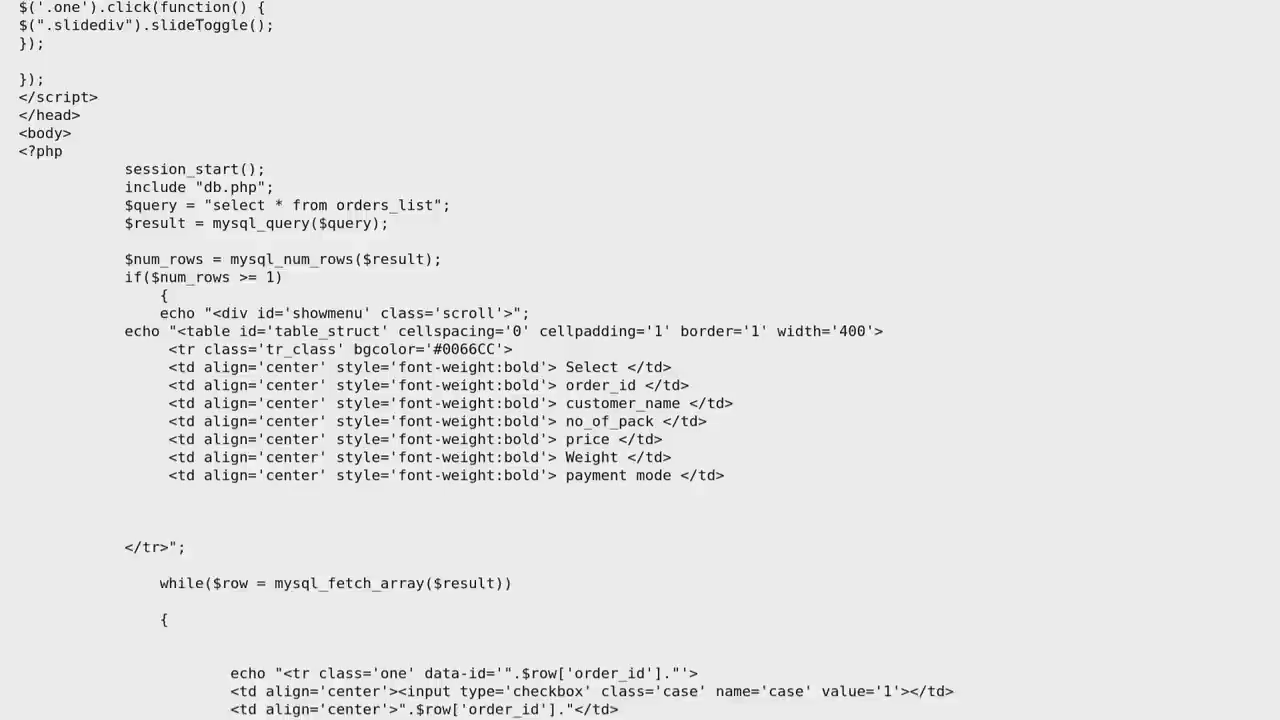 $('.one').click(function() {
$(".slidediv").slideToggle();
});
});
</script>
</head>
<body>
<?php
session_start();
include "db.php";
$query = "select * from orders_list";
$result = mysql_query($query);
$num_rows = mysql_num_rows($result);
if($num_rows >= 1)
{
echo "<div id='showmenu' class='scroll'>";
echo "<table id='table_struct' cellspacing='0' cellpadding='1' border='1' width='400'>
<tr class='tr_class' bgcolor='#0066CC'>
<td align='center' style='font-weight:bold'> Select </td>
<td align='center' style='font-weight:bold'> order_id </td>
<td align='center' style='font-weight:bold'> customer_name </td>
<td align='center' style='font-weight:bold'> no_of_pack </td>
<td align='center' style='font-weight:bold'> price </td>
<td align='center' style='font-weight:bold'> Weight </td>
<td align='center' style='font-weight:bold'> payment mode </td>
</tr>";
while($row = mysql_fetch_array($result))
{
echo "<tr class='one' data-id='".$row['order_id']."'>
<td align='center'><input type='checkbox' class='case' name='case' value='1'></td>
<td align='center'>".$row['order_id']."</td>